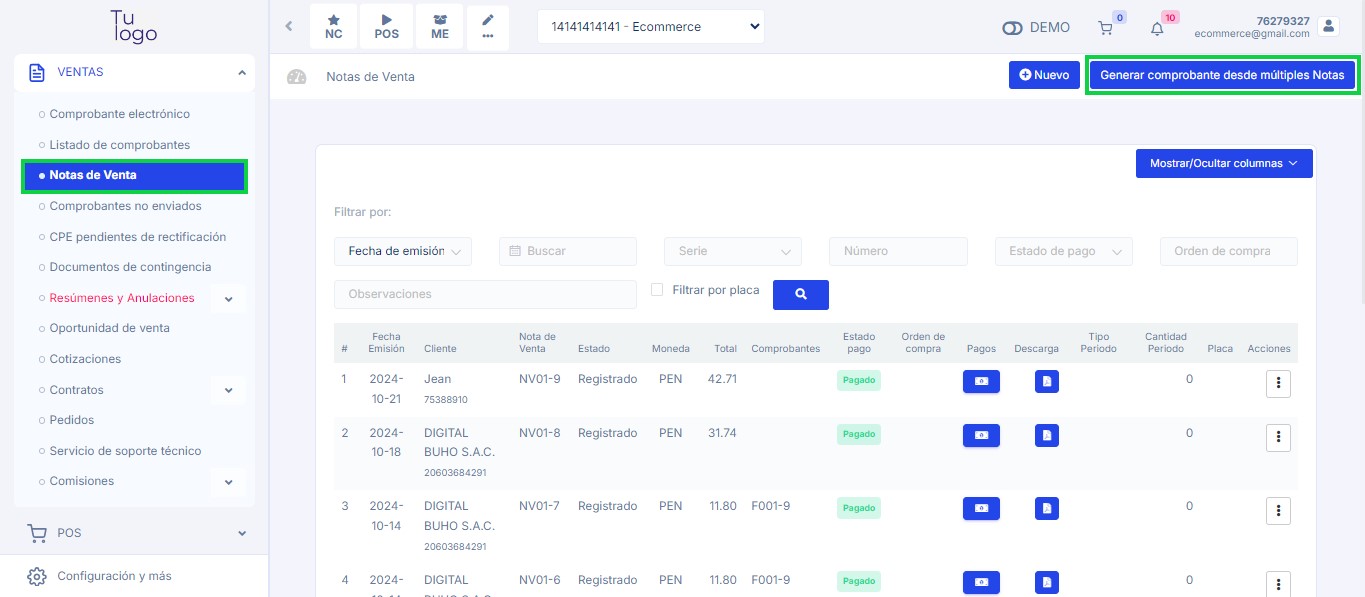 Tu
logo
VENTAS
Comprobante electrónico
Listado de comprobantes
Notas de Venta
Comprobantes no enviados
CPE pendientes de rectificación
Documentos de contingencia
Resúmenes y Anulaciones
Oportunidad de venta
Cotizaciones
Contratos
Pedidos
Servicio de soporte técnico
Comisiones
POS
Configuración y más
NC
POS
ME
...
14141414141 - Ecommerce
DEMO
0
10
76279327
ecommerce@gmail.com
Notas de Venta
Nuevo
Generar comprobante desde múltiples Notas
Mostrar/Ocultar columnas
Filtrar por:
Fecha de emisión
Buscar
Serie
Número
Estado de pago
Orden de compra
Observaciones
Filtrar por placa
# Fecha Emisión Cliente Nota de Venta Estado Moneda Total Comprobantes Estado pago Orden de compra Pagos Descarga Tipo Periodo Cantidad Periodo Placa Acciones
1 2024-10-21 Jean 75388910 NV01-9 Registrado PEN 42.71 Pagado 0
2 2024-10-18 DIGITAL BUHO S.A.C. 20603684291 NV01-8 Registrado PEN 31.74 Pagado 0
3 2024-10-14 DIGITAL BUHO S.A.C. 20603684291 NV01-7 Registrado PEN 11.80 F001-9 Pagado 0
4 2024- DIGITAL NV01-6 Registrado PEN 11.80 F001-9 Pagado 0